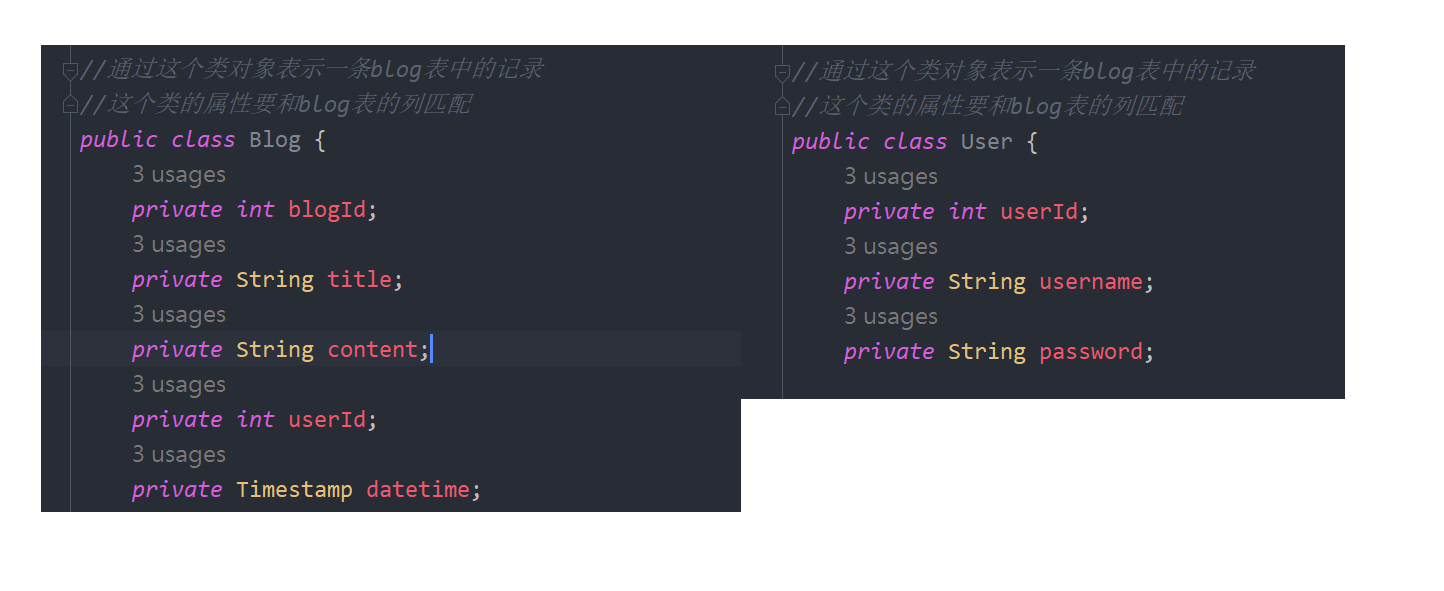 //通过这个类对象表示一条blog表中的记录
//这个类的属性要和blog表的列匹配
public class Blog {
3 usages
private int blogId;
3 usages
private String title;
3 usages
private String content;
3 usages
private int userId;
3 usages
private Timestamp datetime;
//通过这个类对象表示一条blog表中的记录
//这个类的属性要和blog表的列匹配
public class User {
3 usages
private int userId;
3 usages
private String username;
3 usages
private String password;